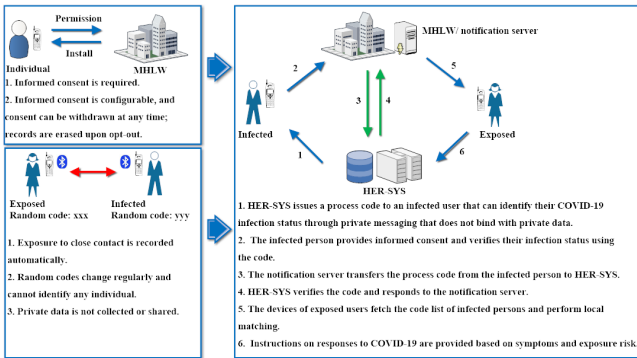 Permission
Install
Individual
MHLW
1. Informed consent is required.
2. Informed consent is configurable, and
consent can be withdrawn at any time;
records are erased upon opt-out.
Exposed
Infected
Random code: xxx
Random code: yyy
1. Exposure to close contact is recorded
automatically.
2. Random codes change regularly and
cannot identify any individual.
3. Private data is not collected or shared.
MHLW/ notification server
2
5
3
4
Infected
Exposed
1
6
HER-SYS
1. HER-SYS issues a process code to an infected user that can identify their COVID-19
infection status through private messaging that does not bind with private data.
2. The infected person provides informed consent and verifies their infection status using
the code.
3. The notification server transfers the process code from the infected person to HER-SYS.
4. HER-SYS verifies the code and responds to the notification server.
5. The devices of exposed users fetch the code list of infected persons and perform local
matching.
6. Instructions on responses to COVID-19 are provided based on symptoms and exposure risk.